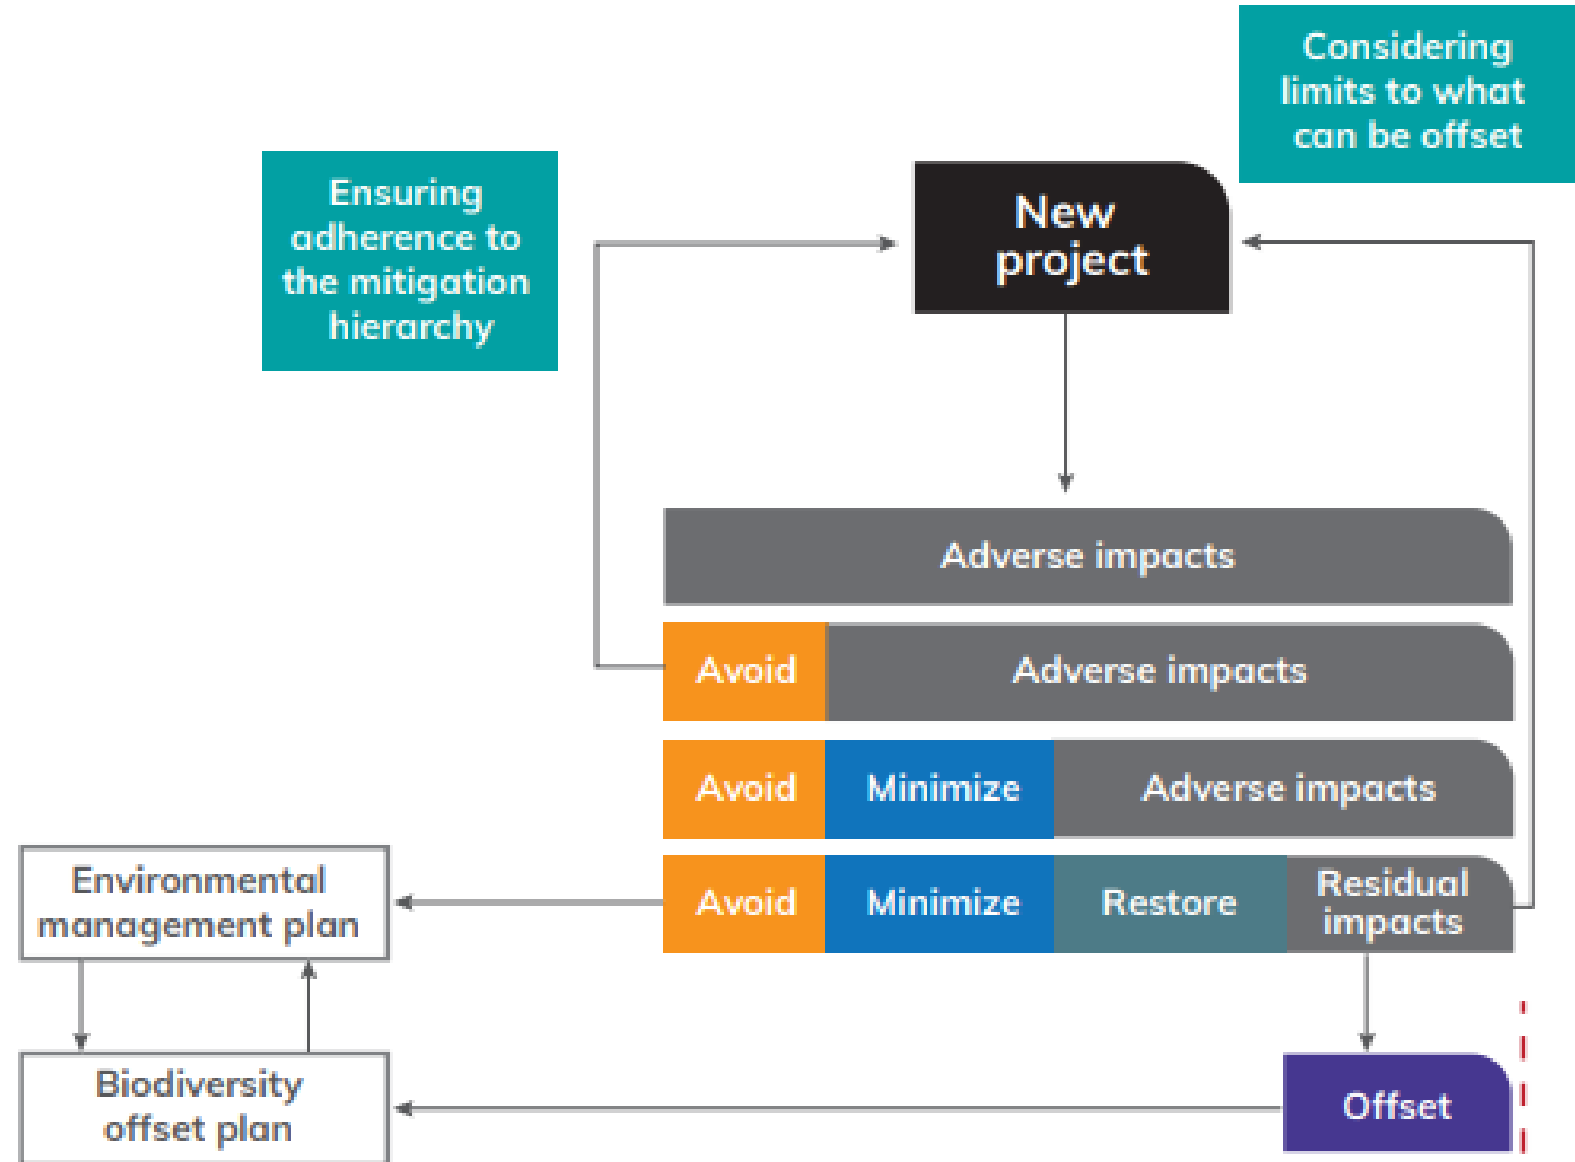 Considering
limits to what
can be offset
Ensuring
adherence to
the mitigation
hierarchy
New
project
Adverse impacts
Avoid
Adverse impacts
Avoid
Minimize
Adverse impacts
Environmental
management plan
Avoid
Minimize
Restore
Residual
impacts
Biodiversity
offset plan
Offset